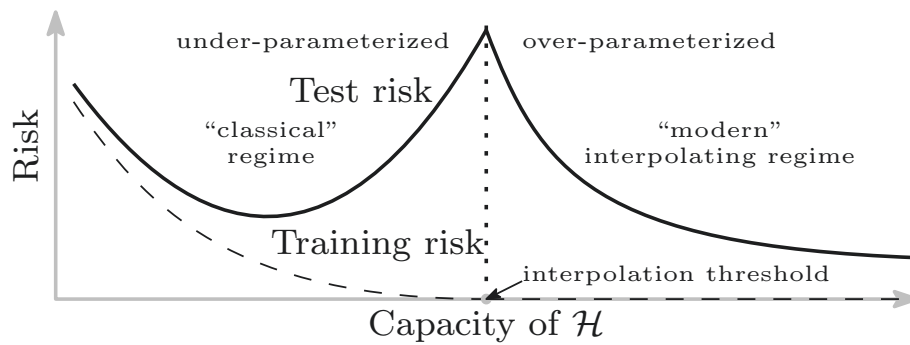 under-parameterized
over-parameterized
Test risk
“classical”
regime
“modern”
interpolating regime
Risk
Training risk
interpolation threshold
Capacity of ℋ